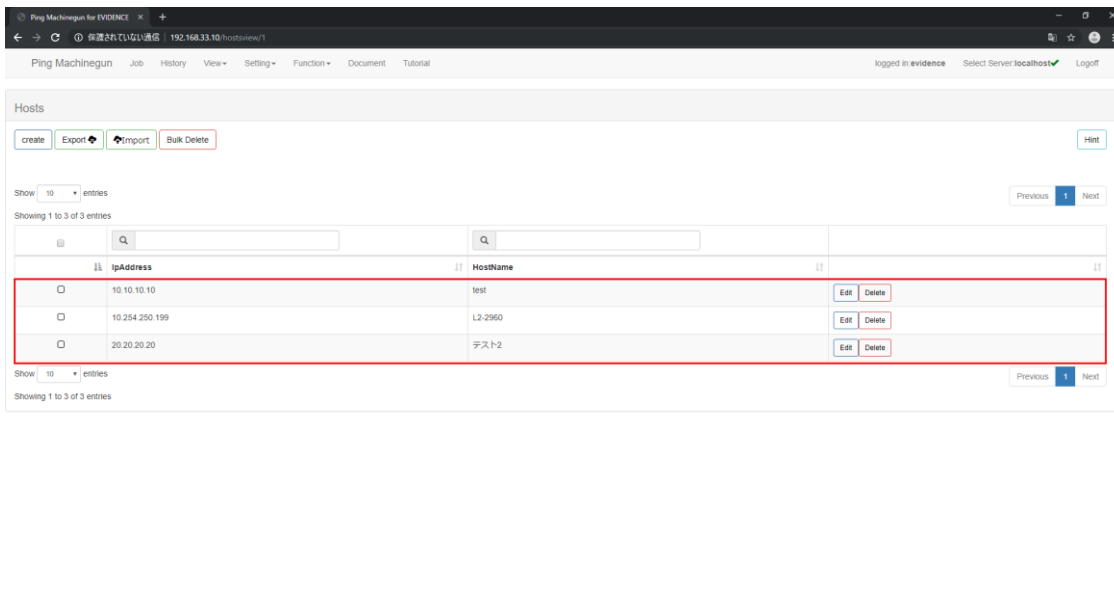 Ping Machinegun for EVIDENCE
保護されていない通信 | 192.168.33.10/hostsview/1
Ping Machinegun Job History View Setting Function Document Tutorial logged in:evidence Select Server:localhost Logoff
Hosts
create Export Import Bulk Delete Hint
Show 10 entries Previous 1 Next
Showing 1 to 3 of 3 entries
IpAddress HostName
10.10.10.10 test Edit Delete
10.254.250.199 L2-2960 Edit Delete
20.20.20.20 テスト2 Edit Delete
Show 10 entries Previous 1 Next
Showing 1 to 3 of 3 entries